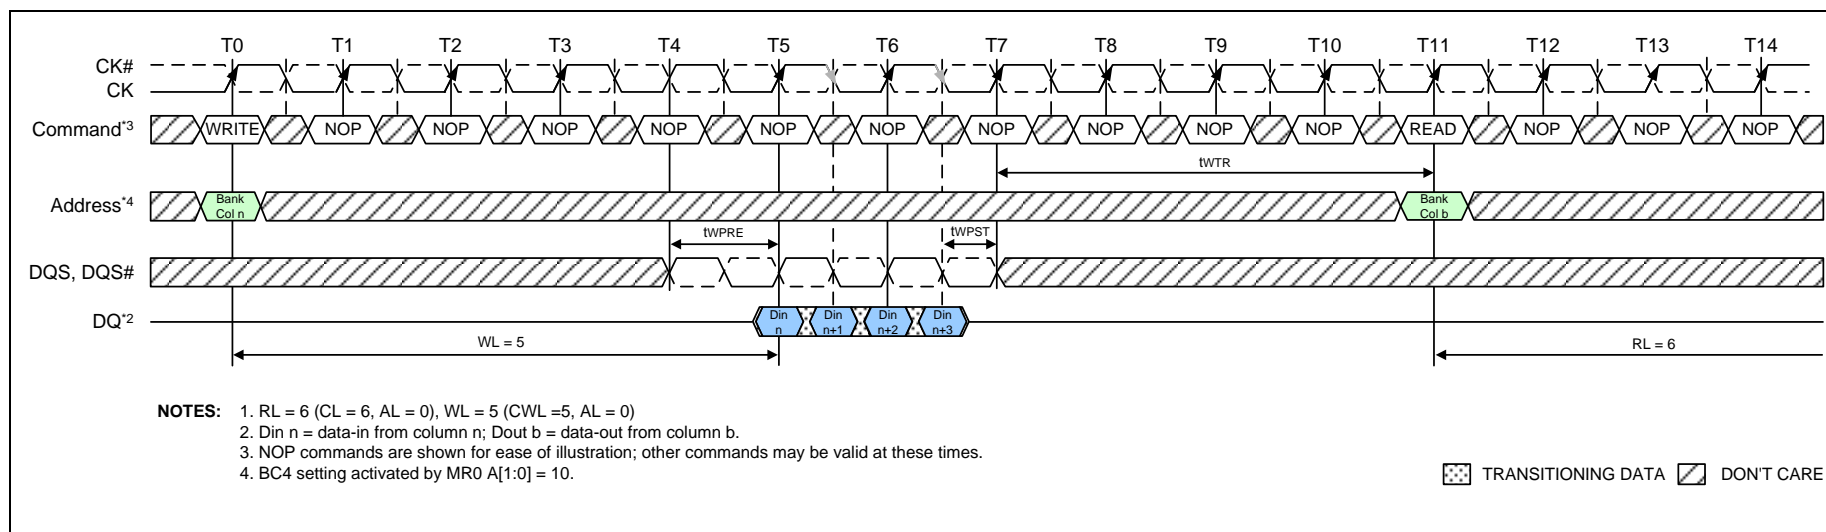 T0 T1 T2 T3 T4 T5 T6 T7 T8 T9 T10 T11 T12 T13 T14
CK#
CK
Command*3 WRITE NOP NOP NOP NOP NOP NOP NOP NOP NOP NOP READ NOP NOP NOP
tWTR
Address*4 Bank Col n Bank Col b
tWPRE tWPST
DQS, DQS#
DQ*2 Din n Din n+1 Din n+2 Din n+3
WL = 5 RL = 6
NOTES: 1. RL = 6 (CL = 6, AL = 0), WL = 5 (CWL =5, AL = 0)
2. Din n = data-in from column n; Dout b = data-out from column b.
3. NOP commands are shown for ease of illustration; other commands may be valid at these times.
4. BC4 setting activated by MR0 A[1:0] = 10.
TRANSITIONING DATA DON'T CARE